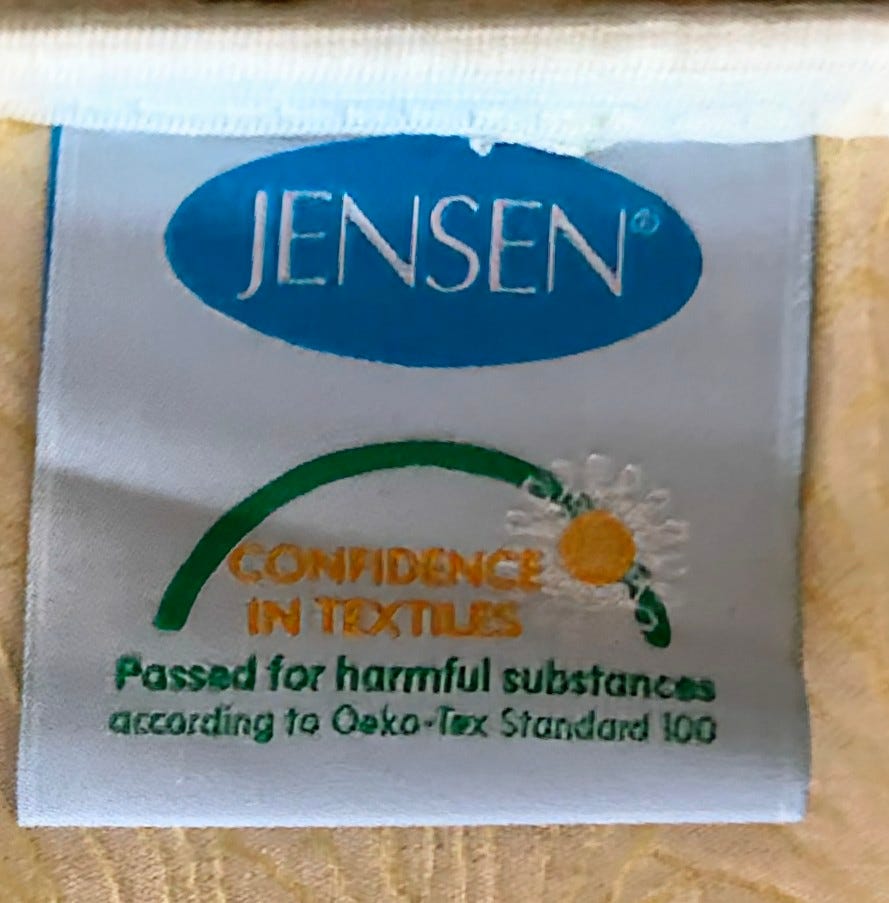 JENSEN®
CONFIDENCE
IN TEXTILES
Passed for harmful substances
according to Oeko-Tex Standard 100